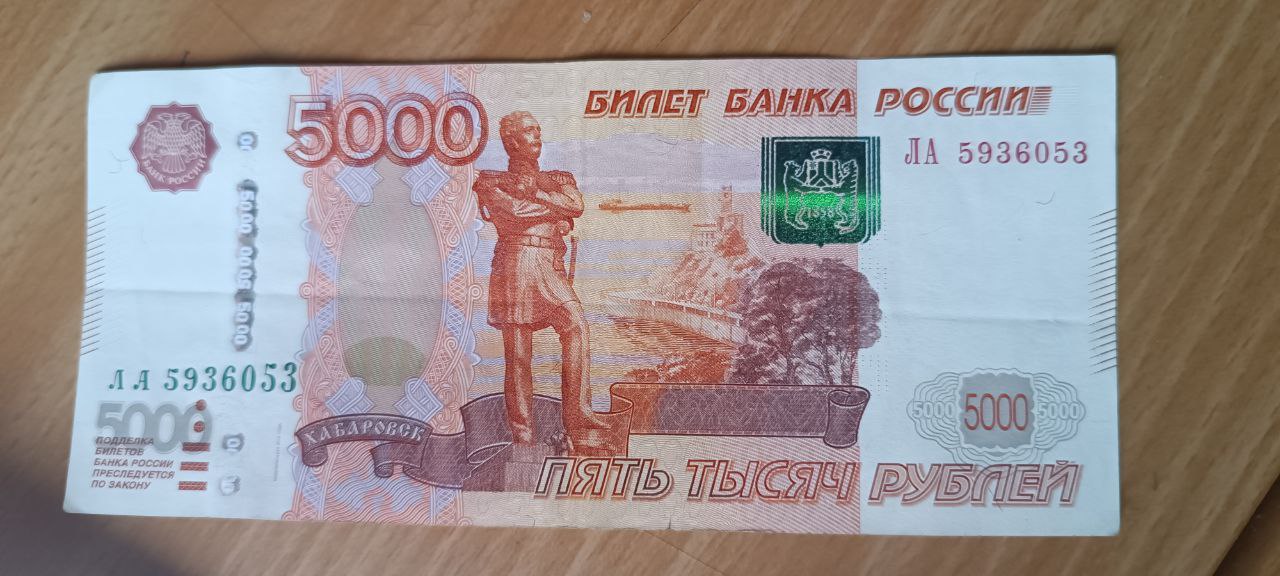 БИЛЕТ БАНКА РОССИИ
5000
БАНК РОССИИ
ЛА 5936053
1858
5000 5000 5000
ЛА 5936053
5000
ХАБАРОВСК
5000 5000 5000
ПОДДЕЛКА
БИЛЕТОВ
БАНКА РОССИИ
ПРЕСЛЕДУЕТСЯ
ПО ЗАКОНУ
ПЯТЬ ТЫСЯЧ РУБЛЕЙ